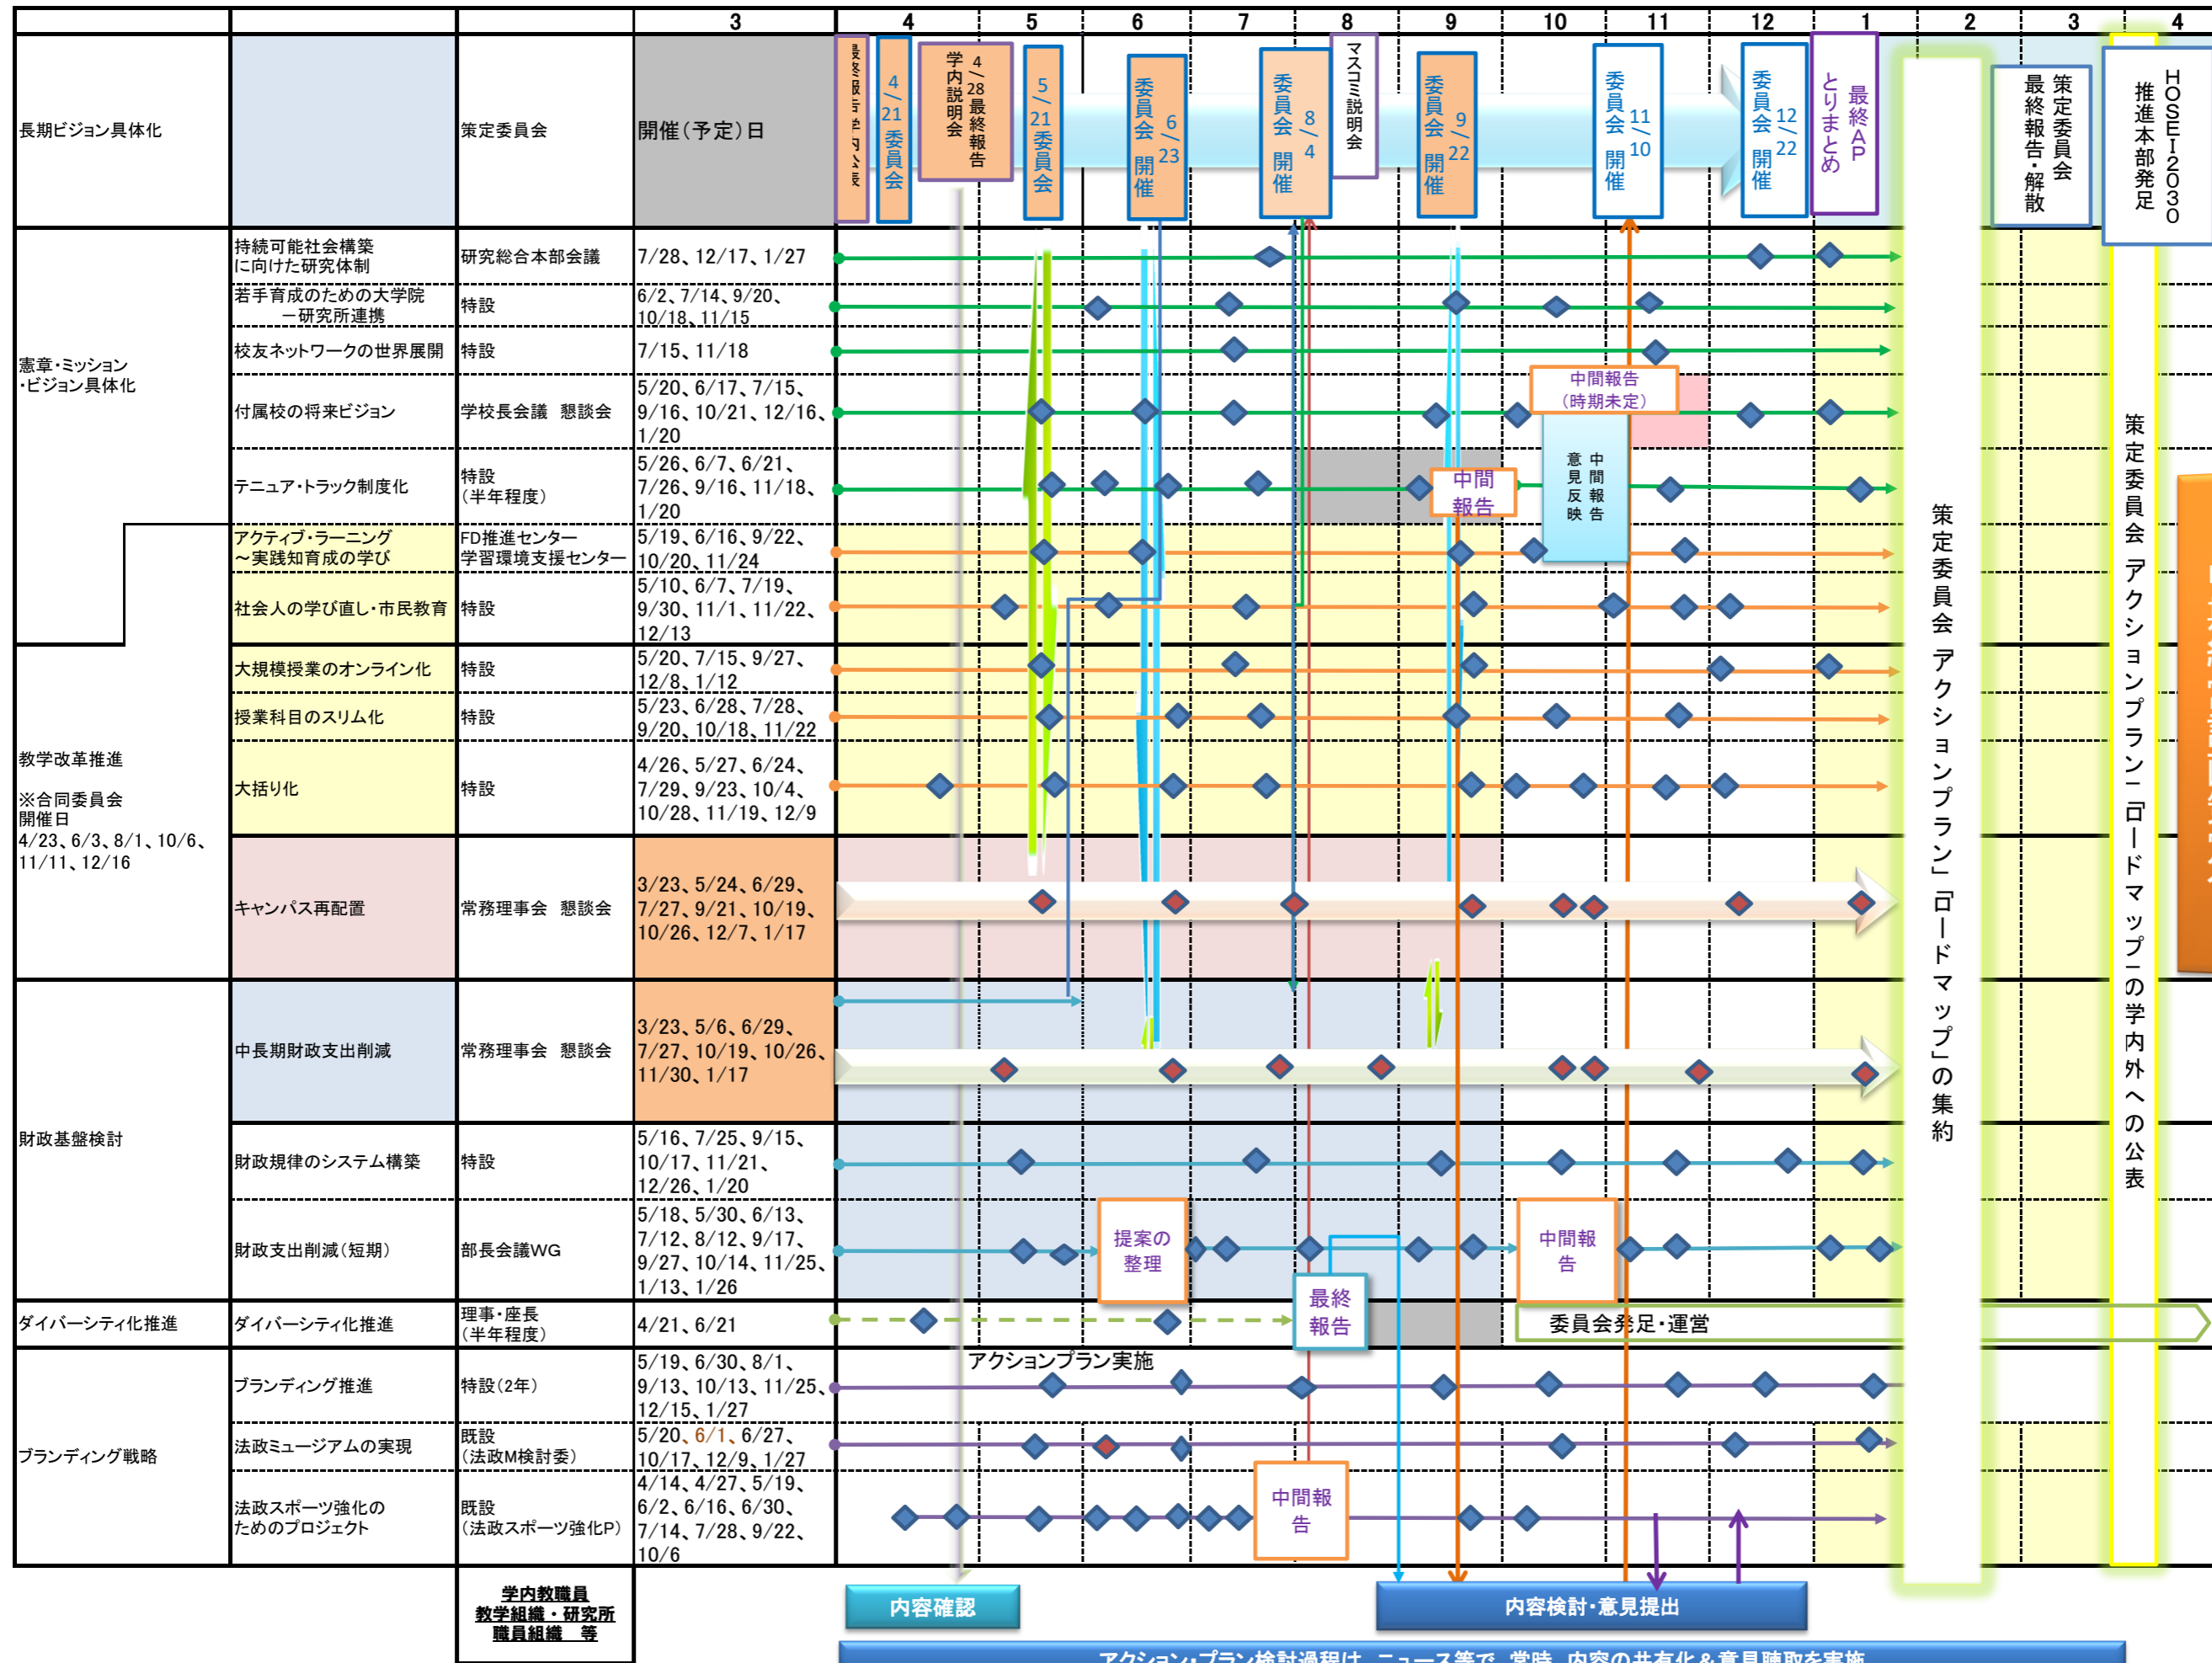 3 4 5 6 7 8 9 10 11 12 1 2 3 4
長期ビジョン具体化
策定委員会
開催(予定)日
最終報告学内公表
4/21 委員会
4/28最終報告
学内説明会
5/21 委員会
6/23
委員会 開催
8/4
委員会 開催
マスコミ説明会
9/22
委員会 開催
11/10
委員会 開催
12/22
委員会 開催
最終AP
とりまとめ
策定委員会
最終報告・解散
HOSEI2030
推進本部発足
憲章・ミッション
・ビジョン具体化
持続可能社会構築
に向けた研究体制
研究総合本部会議
7/28、12/17、1/27
若手育成のための大学院
－研究所連携
特設
6/2、7/14、9/20、
10/18、11/15
校友ネットワークの世界展開
特設
7/15、11/18
付属校の将来ビジョン
学校長会議 懇談会
5/20、6/17、7/15、
9/16、10/21、12/16、
1/20
中間報告
(時期未定)
テニュア・トラック制度化
特設
(半年程度)
5/26、6/7、6/21、
7/26、9/16、11/18、
1/20
中間
報告
中間報告
意見反映
アクティブ・ラーニング
～実践知育成の学び
FD推進センター
学習環境支援センター
5/19、6/16、9/22、
10/20、11/24
社会人の学び直し・市民教育
特設
5/10、6/7、7/19、
9/30、11/1、11/22、
12/13
教学改革推進
※合同委員会
開催日
4/23、6/3、8/1、10/6、
11/11、12/16
大規模授業のオンライン化
特設
5/20、7/15、9/27、
12/8、1/12
授業科目のスリム化
特設
5/23、6/28、7/28、
9/20、10/18、11/22
大括り化
特設
4/26、5/27、6/24、
7/29、9/23、10/4、
10/28、11/19、12/9
キャンパス再配置
常務理事会 懇談会
3/23、5/24、6/29、
7/27、9/21、10/19、
10/26、12/7、1/17
財政基盤検討
中長期財政支出削減
常務理事会 懇談会
3/23、5/6、6/29、
7/27、10/19、10/26、
11/30、1/17
財政規律のシステム構築
特設
5/16、7/25、9/15、
10/17、11/21、
12/26、1/20
財政支出削減(短期)
部長会議WG
5/18、5/30、6/13、
7/12、8/12、9/17、
9/27、10/14、11/25、
1/13、1/26
提案の
整理
中間報
告
ダイバーシティ化推進
ダイバーシティ化推進
理事・座長
(半年程度)
4/21、6/21
最終
報告
委員会発足・運営
ブランディング戦略
ブランディング推進
特設(2年)
5/19、6/30、8/1、
9/13、10/13、11/25、
12/15、1/27
アクションプラン実施
法政ミュージアムの実現
既設
(法政M検討委)
5/20、6/1、6/27、
10/17、12/9、1/27
法政スポーツ強化の
ためのプロジェクト
既設
(法政スポーツ強化P)
4/14、4/27、5/19、
6/2、6/16、6/30、
7/14、7/28、9/22、
10/6
中間報
告
策定委員会「アクションプラン」「ロードマップ」の集約
策定委員会「アクションプラン」「ロードマップ」の学内外への公表
学内教職員
教学組織・研究所
職員組織 等
内容確認
内容検討・意見提出
アクション・プラン検討過程は、ニュース等で、常時、内容の共有化＆意見聴取を実施